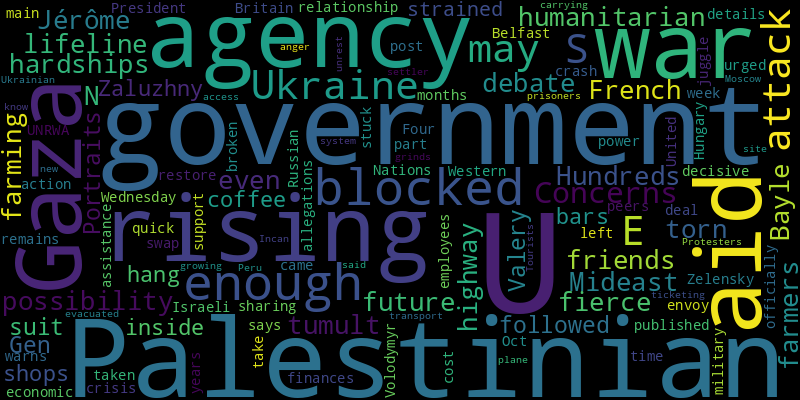 main
President
Britain
relationship
strained
carrying
Jérôme
agency
humanitarian
details
lifeline
anger
post
Belfast
may
s
war
attack
hardships
unrest
debate
crash
Juggle
urged
Ukrainian
Zaluzhny
access
Ukraine
months
prisoners
French
week
Moscow
know
UNRWA
N
Gaza
Portraits
government
stuck
Four
part
power
United
Hungary
site
farming
new
broken
system
grinds
Nations
Western
decisive
action
restore
even
coffee
Russian
blocked
Hundreds
concerns
peers
deal
aid
Bayle
Wednesday
assistance
quick
support
swap
rising
Incan
allegations
employees
highway
U
Valery
Tourists
bars
left
E
torn
Protesters
remains
friends
officially
growing
Peru
came
said
hang
enough
Mideast
Zelensky
settler
evacuated
possibility
Israeli
sharing
future
fierce
ticketing
envoy
farmers
suit
inside
says
tumult
Volodymyr
transport
followed
Oct
published
Gen
warns
take
Palestinian
cost
plane
military
time
shops
crisis
taken
years
finances
economic